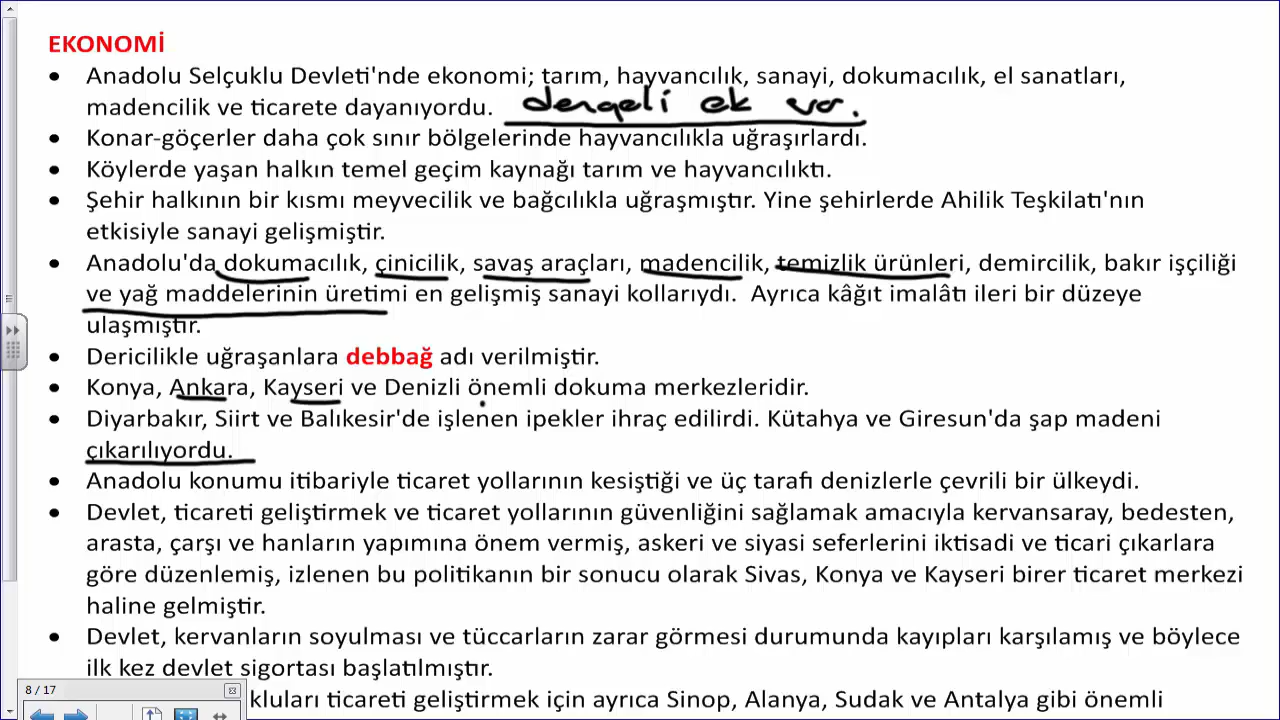 EKONOMİ
• Anadolu Selçuklu Devleti'nde ekonomi; tarım, hayvancılık, sanayi, dokumacılık, el sanatları,
madencilik ve ticarete dayanıyordu. dengeli ek var.
• Konar-göçerler daha çok sınır bölgelerinde hayvancılıkla uğraşırlardı.
• Köylerde yaşan halkın temel geçim kaynağı tarım ve hayvancılıktı.
• Şehir halkının bir kısmı meyvecilik ve bağcılıkla uğraşmıştır. Yine şehirlerde Ahilik Teşkilatı'nın
etkisiyle sanayi gelişmiştir.
• Anadolu'da dokumacılık, çinicilik, savaş araçları, madencilik, temizlik ürünleri, demircilik, bakır işçiliği
ve yağ maddelerinin üretimi en gelişmiş sanayi kollarıydı. Ayrıca kâğıt imalâtı ileri bir düzeye
ulaşmıştır.
• Dericilikle uğraşanlara debbağ adı verilmiştir.
• Konya, Ankara, Kayseri ve Denizli önemli dokuma merkezleridir.
• Diyarbakır, Siirt ve Balıkesir'de işlenen ipekler ihraç edilirdi. Kütahya ve Giresun'da şap madeni
çıkarılıyordu.
• Anadolu konumu itibariyle ticaret yollarının kesiştiği ve üç tarafı denizlerle çevrili bir ülkeydi.
• Devlet, ticareti geliştirmek ve ticaret yollarının güvenliğini sağlamak amacıyla kervansaray, bedesten,
arasta, çarşı ve hanların yapımına önem vermiş, askeri ve siyasi seferlerini iktisadi ve ticari çıkarlara
göre düzenlemiş, izlenen bu politikanın bir sonucu olarak Sivas, Konya ve Kayseri birer ticaret merkezi
haline gelmiştir.
• Devlet, kervanların soyulması ve tüccarların zarar görmesi durumunda kayıpları karşılamış ve böylece
ilk kez devlet sigortası başlatılmıştır.
kluları ticareti geliştirmek için ayrıca Sinop, Alanya, Sudak ve Antalya gibi önemli
8 / 17